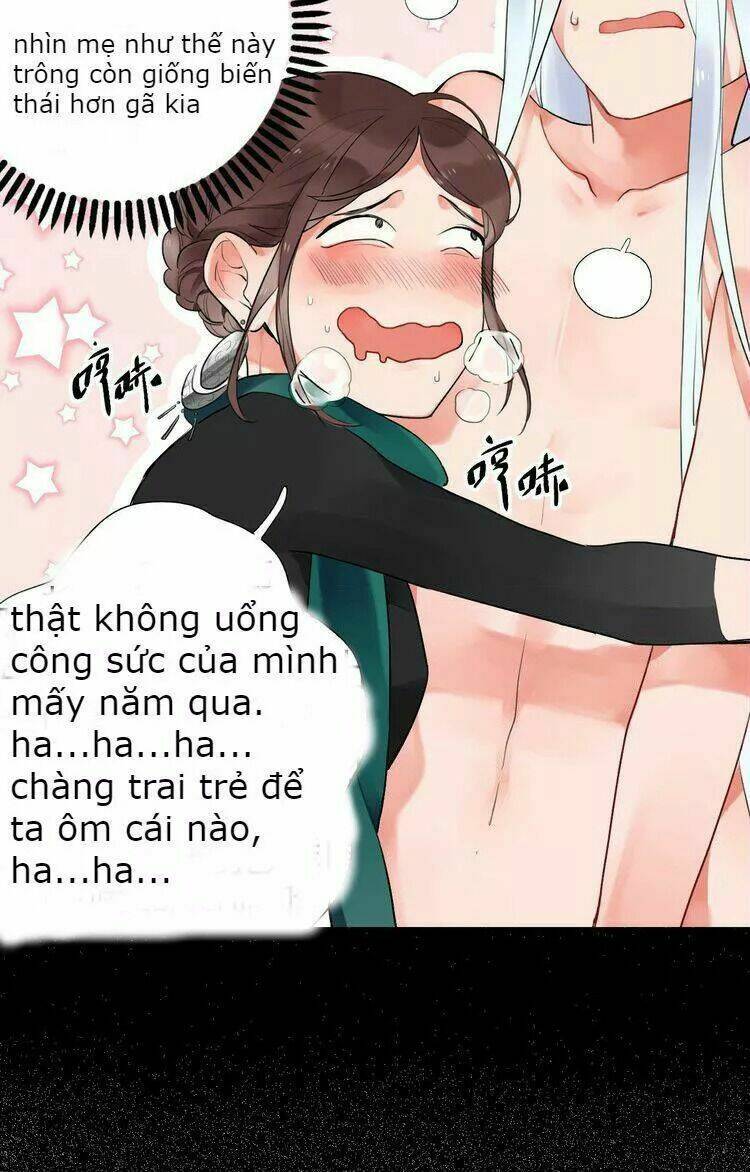 nhìn mẹ như thế này
trông còn giống biến
thái hơn gã kia
哼哧
哼哧
thật không uổng
công sức của mình
mấy năm qua.
ha...ha...ha...
chàng trai trẻ để
ta ôm cái nào,
ha...ha...